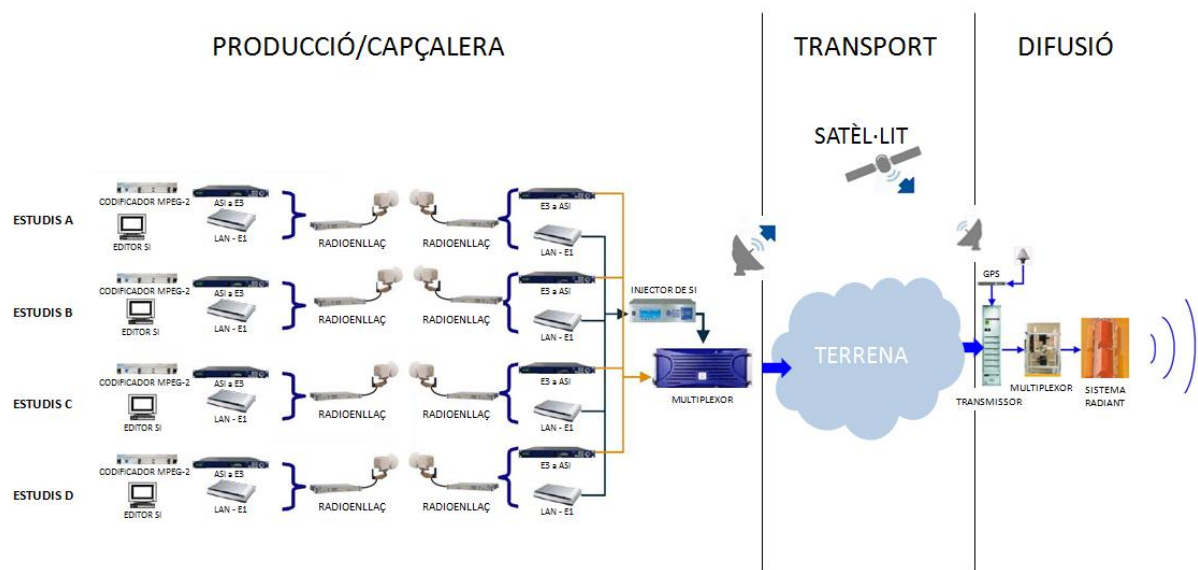 PRODUCCIÓ/CAPÇALERA
TRANSPORT
DIFUSIÓ
SATÈL·LIT
ESTUDIS A
CODIFICADOR MPEG-2
EDITOR SI
ASI a E3
LAN - E1
RADIOENLLAÇ
RADIOENLLAÇ
E3 a ASI
LAN - E1
ESTUDIS B
CODIFICADOR MPEG-2
EDITOR SI
ASI a E3
LAN - E1
RADIOENLLAÇ
RADIOENLLAÇ
E3 a ASI
LAN - E1
ESTUDIS C
CODIFICADOR MPEG-2
EDITOR SI
ASI a E3
LAN - E1
RADIOENLLAÇ
RADIOENLLAÇ
E3 a ASI
LAN - E1
ESTUDIS D
CODIFICADOR MPEG-2
EDITOR SI
ASI a E3
LAN - E1
RADIOENLLAÇ
RADIOENLLAÇ
E3 a ASI
LAN - E1
INJECTOR DE SI
MULTIPLEXOR
TERRENA
GPS
TRANSMISSOR
MULTIPLEXOR
SISTEMA
RADIANT